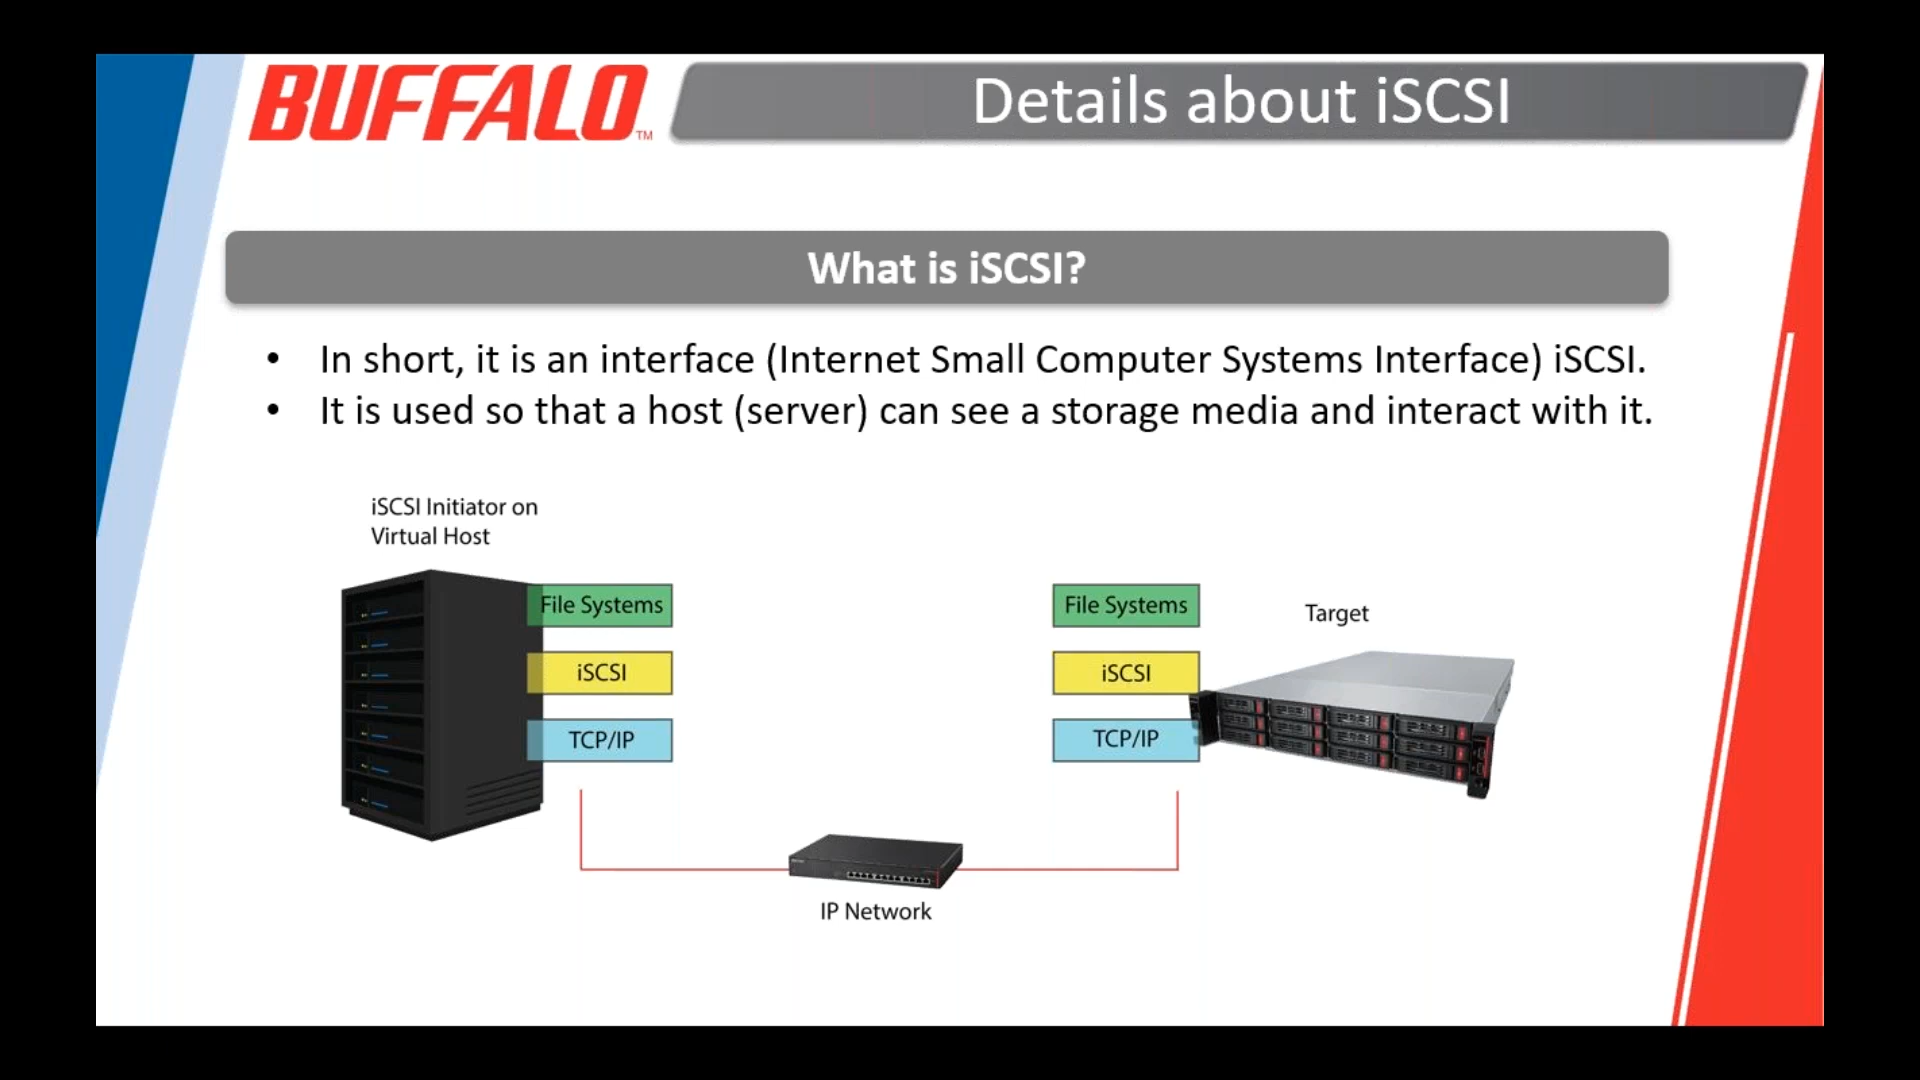 BUFFALO™
Details about iSCSI
What is iSCSI?
• In short, it is an interface (Internet Small Computer Systems Interface) iSCSI.
• It is used so that a host (server) can see a storage media and interact with it.
iSCSI Initiator on
Virtual Host
File Systems
iSCSI
TCP/IP
File Systems
iSCSI
TCP/IP
Target
IP Network